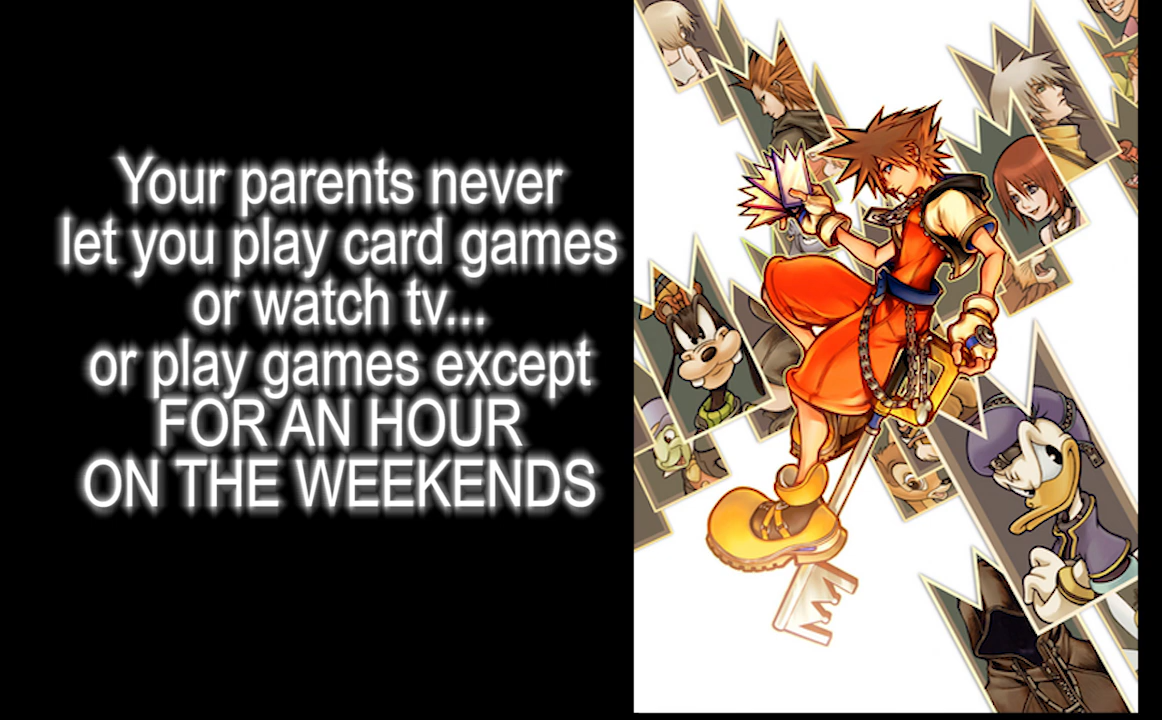 Your parents never
let you play card games
or watch tv...
or play games except
FOR AN HOUR
ON THE WEEKENDS